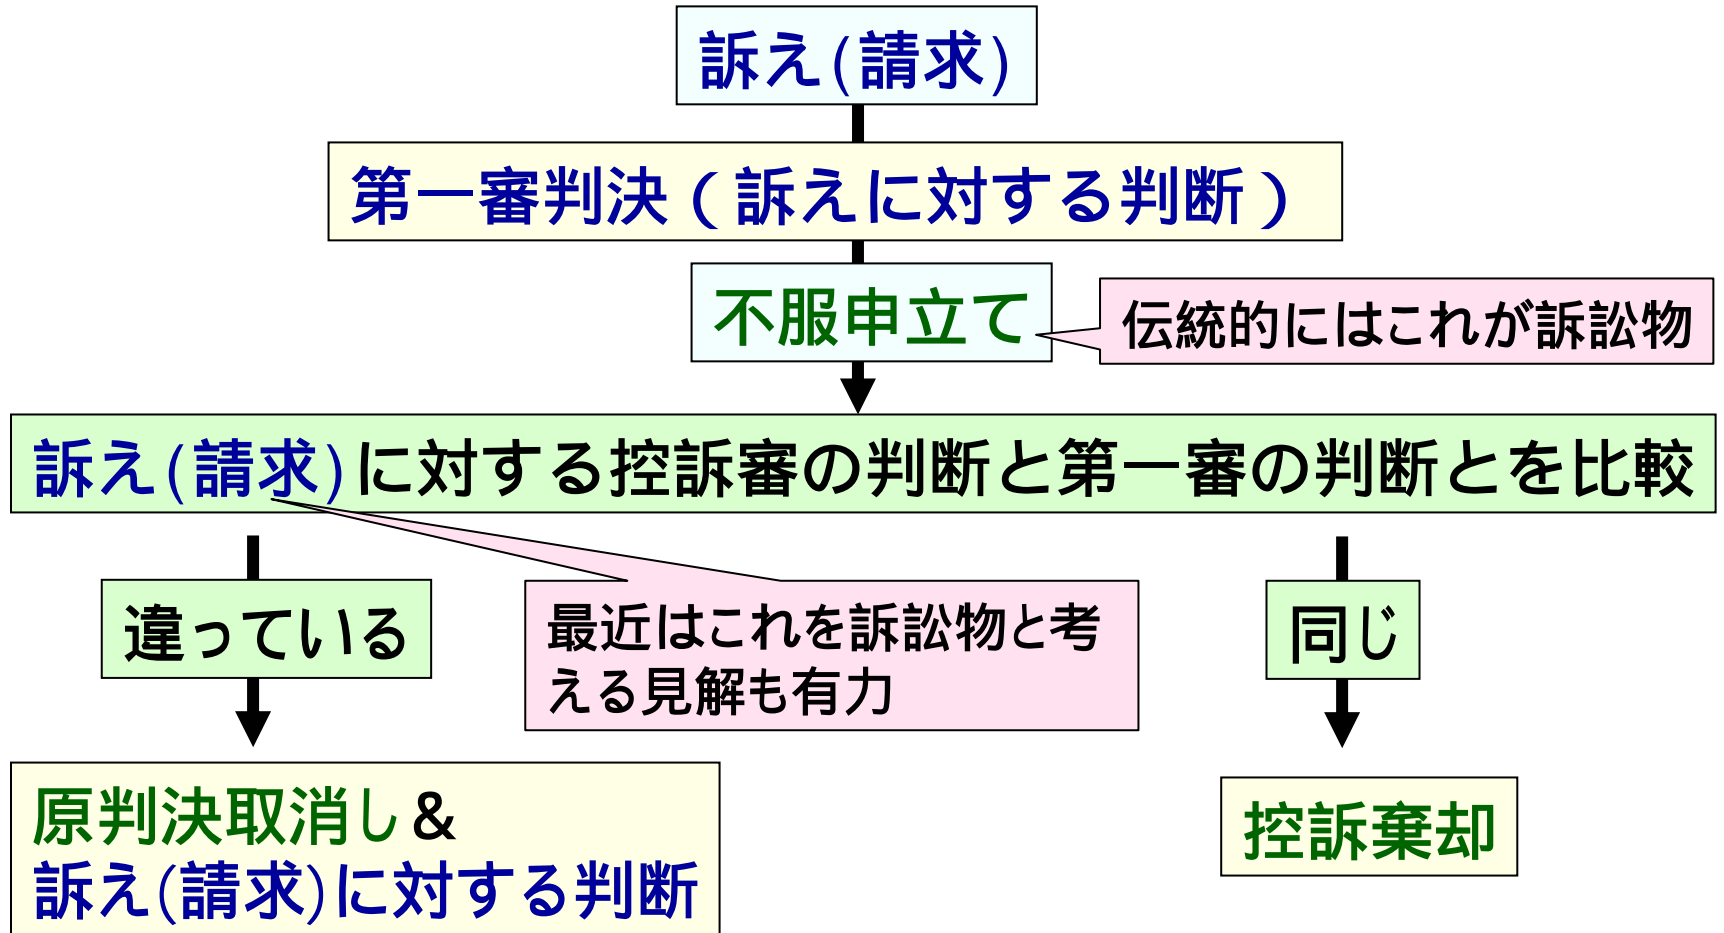 訴え(請求)
第一審判決（訴えに対する判断）
不服申立て
伝統的にはこれが訴訟物
訴え(請求)に対する控訴審の判断と第一審の判断とを比較
違っている
最近はこれを訴訟物と考
える見解も有力
同じ
原判決取消し＆
訴え(請求)に対する判断
控訴棄却